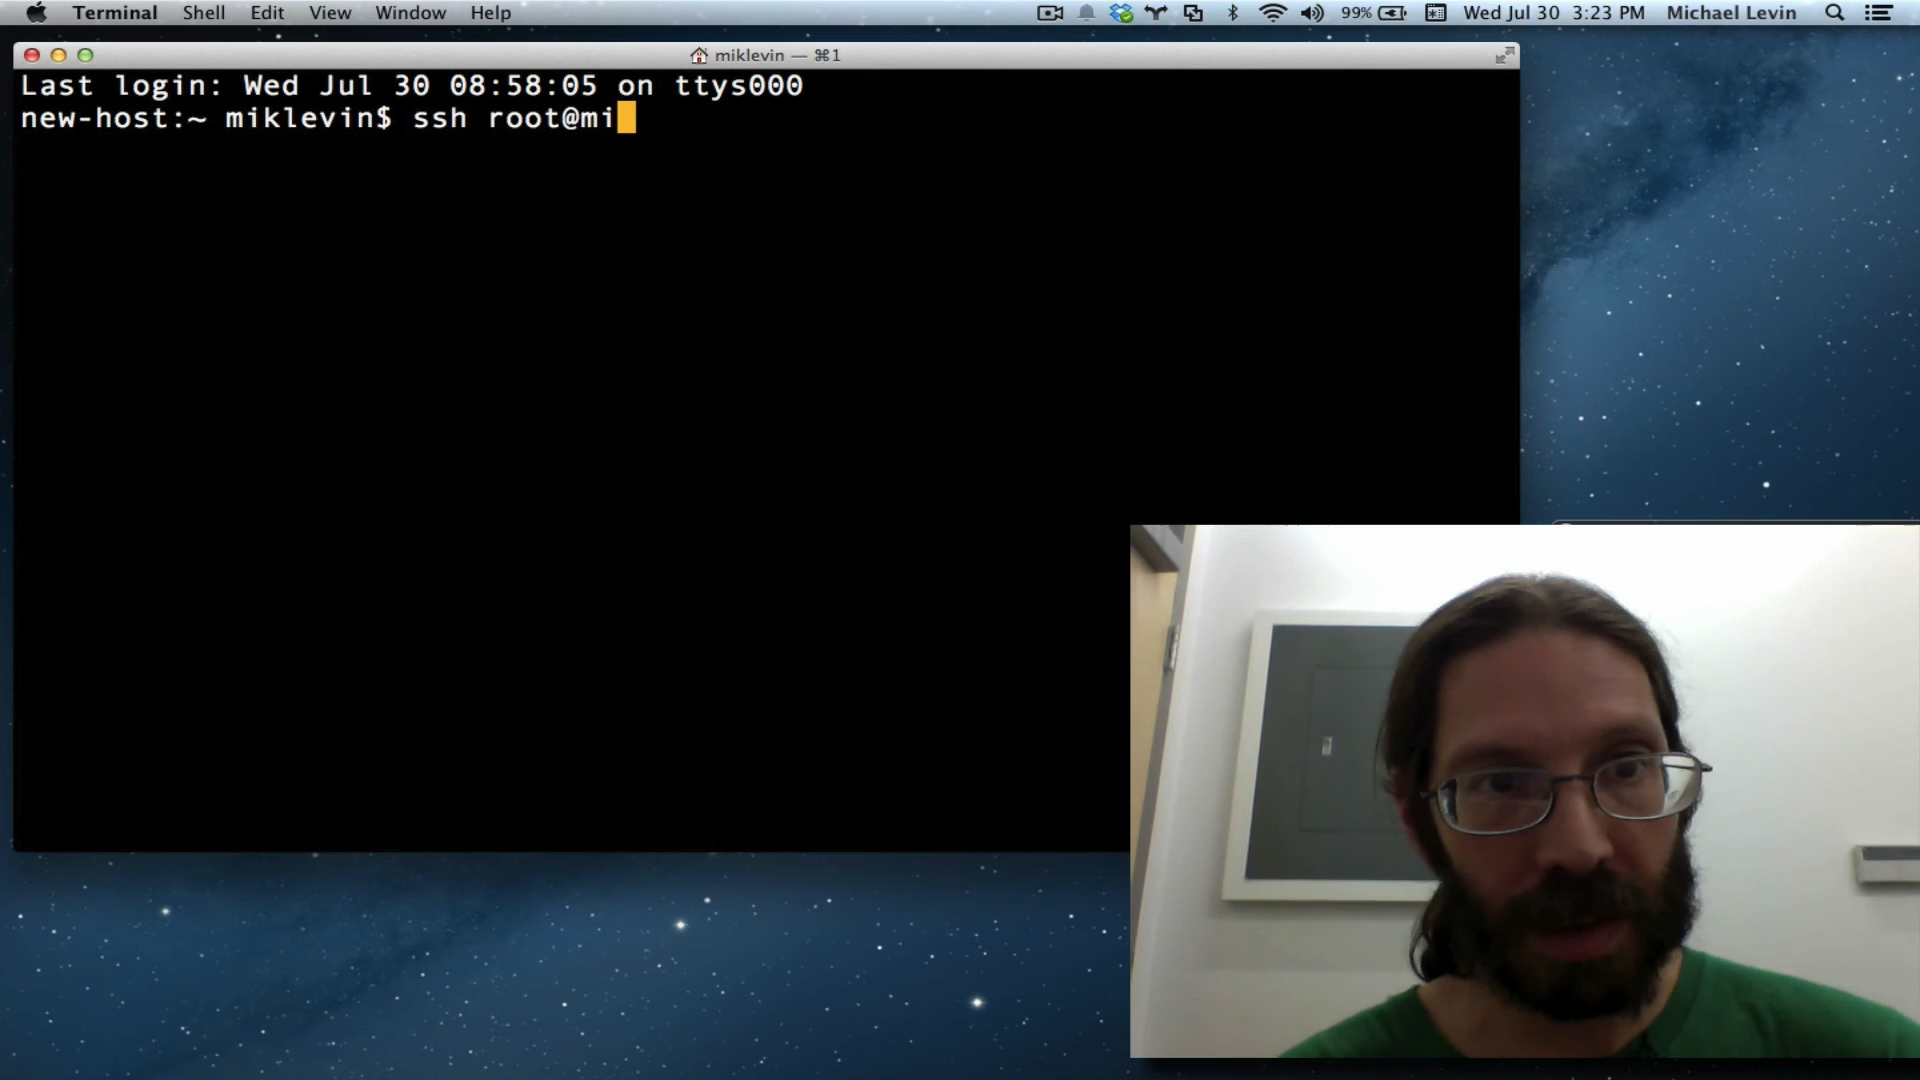 Terminal Shell Edit View Window Help 99% Wed Jul 30 3:23 PM Michael Levin
miklevin — ⌘1
Last login: Wed Jul 30 08:58:05 on ttys000
new-host:~ miklevin$ ssh root@mi